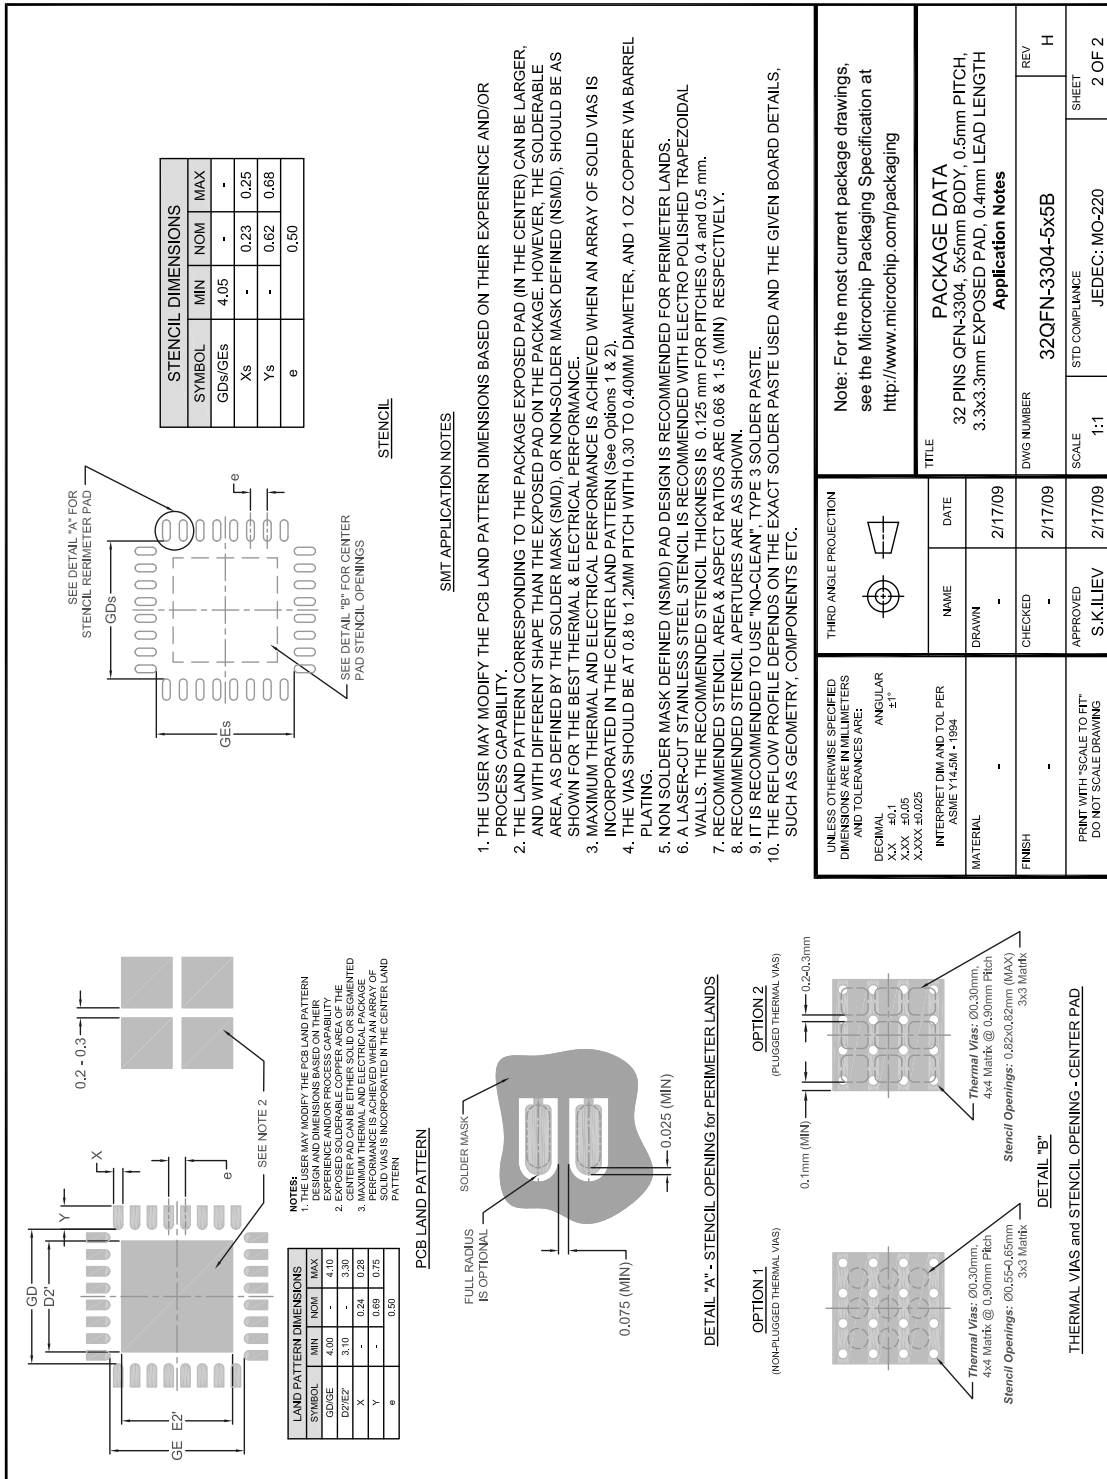 GD
D2'
GE
E2'
Y
X
e
0.2 - 0.3
SEE NOTE 2
LAND PATTERN DIMENSIONS
SYMBOL MIN NOM MAX
GD/GE 4.00 - 4.10
D2'/E2' 3.10 - 3.30
X - 0.24 0.28
Y - 0.69 0.75
e 0.50
NOTES:
1. THE USER MAY MODIFY THE PCB LAND PATTERN
DESIGN AND DIMENSIONS BASED ON THEIR
EXPERIENCE AND/OR PROCESS CAPABILITY
2. EXPOSED SOLDERABLE COPPER AREA OF THE
CENTER PAD CAN BE EITHER SOLID OR SEGMENTED
3. MAXIMUM THERMAL AND ELECTRICAL PACKAGE
PERFORMANCE IS ACHIEVED WHEN AN ARRAY OF
SOLID VIAS IS INCORPORATED IN THE CENTER LAND
PATTERN
PCB LAND PATTERN
SEE DETAIL "A" FOR
STENCIL RERIMETER PAD
GDs
GEs
e
SEE DETAIL "B" FOR CENTER
PAD STENCIL OPENINGS
STENCIL DIMENSIONS
SYMBOL MIN NOM MAX
GDs/GEs 4.05 - -
Xs - 0.23 0.25
Ys - 0.62 0.68
e 0.50
STENCIL
FULL RADIUS
IS OPTIONAL
SOLDER MASK
0.075 (MIN)
0.025 (MIN)
DETAIL "A" - STENCIL OPENING for PERIMETER LANDS
OPTION 1
(NON-PLUGGED THERMAL VIAS)
Thermal Vias: Ø0.30mm,
4x4 Matrix @ 0.90mm Pitch
Stencil Openings: Ø0.55-0.65mm
3x3 Matrix
OPTION 2
(PLUGGED THERMAL VIAS)
0.1mm (MIN)
0.2-0.3mm
Thermal Vias: Ø0.30mm,
4x4 Matrix @ 0.90mm Pitch
Stencil Openings: 0.82x0.82mm (MAX)
3x3 Matrix
DETAIL "B"
THERMAL VIAS and STENCIL OPENING - CENTER PAD
SMT APPLICATION NOTES
1. THE USER MAY MODIFY THE PCB LAND PATTERN DIMENSIONS BASED ON THEIR EXPERIENCE AND/OR
PROCESS CAPABILITY.
2. THE LAND PATTERN CORRESPONDING TO THE PACKAGE EXPOSED PAD (IN THE CENTER) CAN BE LARGER,
AND WITH DIFFERENT SHAPE THAN THE EXPOSED PAD ON THE PACKAGE. HOWEVER, THE SOLDERABLE
AREA, AS DEFINED BY THE SOLDER MASK (SMD), OR NON-SOLDER MASK DEFINED (NSMD), SHOULD BE AS
SHOWN FOR THE BEST THERMAL & ELECTRICAL PERFORMANCE.
3. MAXIMUM THERMAL AND ELECTRICAL PERFORMANCE IS ACHIEVED WHEN AN ARRAY OF SOLID VIAS IS
INCORPORATED IN THE CENTER LAND PATTERN (See Options 1 & 2).
4. THE VIAS SHOULD BE AT 0.8 to 1.2MM PITCH WITH 0.30 TO 0.40MM DIAMETER, AND 1 OZ COPPER VIA BARREL
PLATING.
5. NON SOLDER MASK DEFINED (NSMD) PAD DESIGN IS RECOMMENDED FOR PERIMETER LANDS.
6. A LASER-CUT STAINLESS STEEL STENCIL IS RECOMMENDED WITH ELECTRO POLISHED TRAPEZOIDAL
WALLS. THE RECOMMENDED STENCIL THICKNESS IS 0.125 mm FOR PITCHES 0.4 and 0.5 mm.
7. RECOMMENDED STENCIL AREA & ASPECT RATIOS ARE 0.66 & 1.5 (MIN) RESPECTIVELY.
8. RECOMMENDED STENCIL APERTURES ARE AS SHOWN.
9. IT IS RECOMMENDED TO USE "NO-CLEAN", TYPE 3 SOLDER PASTE.
10. THE REFLOW PROFILE DEPENDS ON THE EXACT SOLDER PASTE USED AND THE GIVEN BOARD DETAILS,
SUCH AS GEOMETRY, COMPONENTS ETC.
UNLESS OTHERWISE SPECIFIED
DIMENSIONS ARE IN MILLIMETERS
AND TOLERANCES ARE:
DECIMAL ANGULAR
X.X ±0.1 ±1°
X.XX ±0.05
X.XXX ±0.025
INTERPRET DIM AND TOL PER
ASME Y14.5M - 1994
MATERIAL
-
FINISH
-
PRINT WITH "SCALE TO FIT"
DO NOT SCALE DRAWING
THIRD ANGLE PROJECTION
NAME DATE
DRAWN
- 2/17/09
CHECKED
- 2/17/09
APPROVED
S.K.ILIEV 2/17/09
Note: For the most current package drawings,
see the Microchip Packaging Specification at
http://www.microchip.com/packaging
TITLE
PACKAGE DATA
32 PINS QFN-3304, 5x5mm BODY, 0.5mm PITCH,
3.3x3.3mm EXPOSED PAD, 0.4mm LEAD LENGTH
Application Notes
DWG NUMBER
32QFN-3304-5x5B
REV
H
SCALE
1:1
STD COMPLIANCE
JEDEC: MO-220
SHEET
2 OF 2